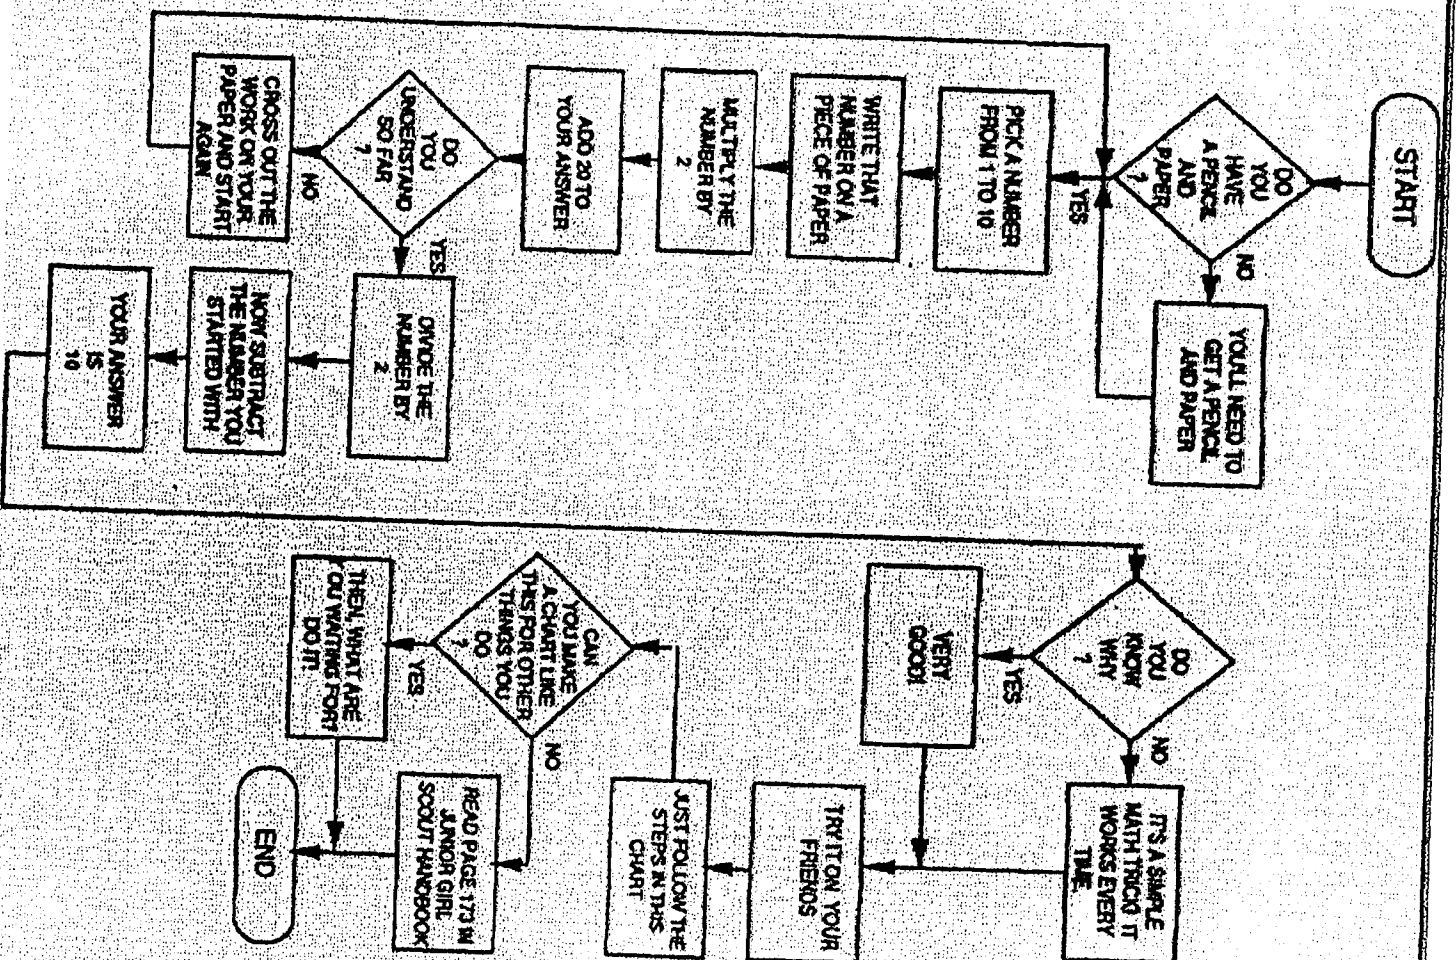 START
DO
YOU
HAVE
A PENCIL
AND
PAPER
?
NO
YOU'LL NEED TO
GET A PENCIL
AND PAPER
YES
PICK A NUMBER
FROM 1 TO 10
WRITE THAT
NUMBER ON A
PIECE OF PAPER
MULTIPLY THE
NUMBER BY
2
ADD 20 TO
YOUR ANSWER
DO
YOU
UNDERSTAND
SO FAR
?
NO
CROSS OUT THE
WORK ON YOUR
PAPER AND START
AGAIN
YES
DIVIDE THE
NUMBER BY
2
NOW SUBTRACT
THE NUMBER YOU
STARTED WITH
YOUR ANSWER
IS
10
DO
YOU
KNOW
WHY
?
NO
IT'S A SIMPLE
MATH TRICK! IT
WORKS EVERY
TIME.
YES
VERY
GOOD!
TRY IT ON YOUR
FRIENDS
JUST FOLLOW THE
STEPS IN THIS
CHART
CAN
YOU MAKE
A CHART LIKE
THIS FOR OTHER
THINGS YOU
DO
?
NO
READ PAGE 173 IN
JUNIOR GIRL
SCOUT HANDBOOK
YES
THEN, WHAT ARE
YOU WAITING FOR?
DO IT!
END